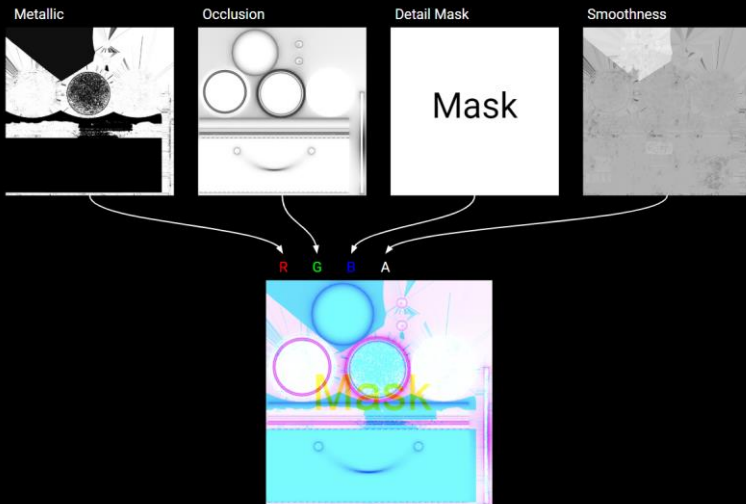 Metallic
Occlusion
Detail Mask
Smoothness
Mask
R
G
B
A
Mask